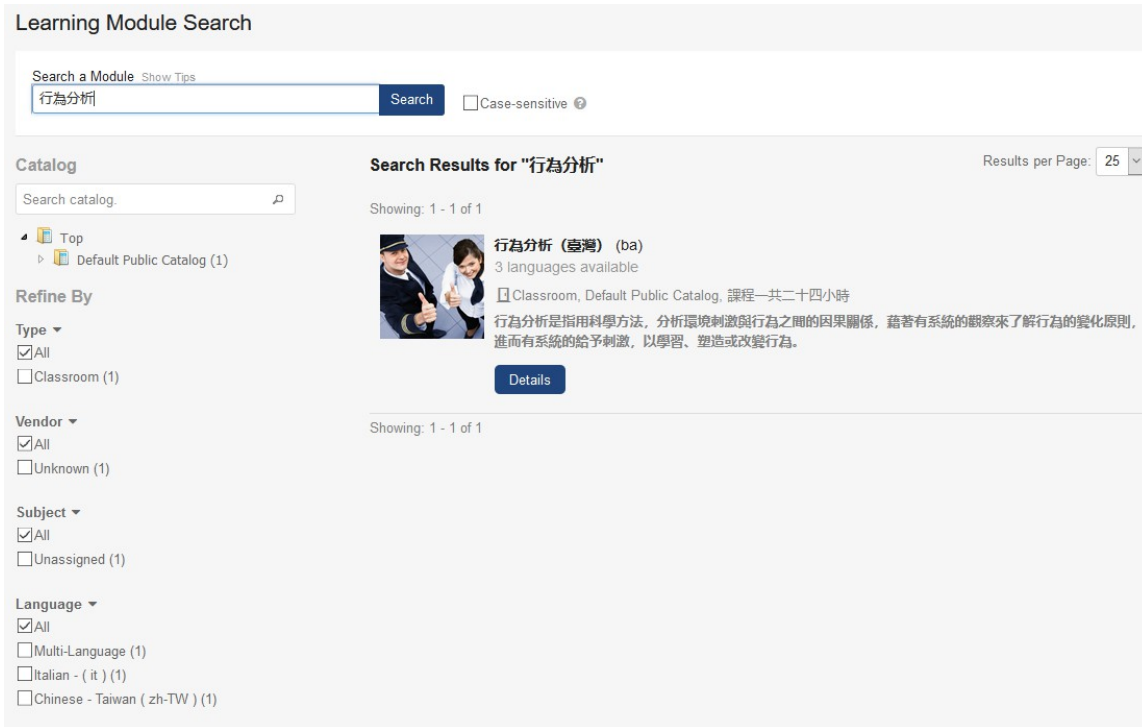 Learning Module Search
Search a Module Show Tips
行為分析 Search Case-sensitive
Catalog
Search catalog.
Top
Default Public Catalog (1)
Refine By
Type
All
Classroom (1)
Vendor
All
Unknown (1)
Subject
All
Unassigned (1)
Language
All
Multi-Language (1)
Italian - ( it ) (1)
Chinese - Taiwan ( zh-TW ) (1)
Search Results for "行為分析"
Results per Page: 25
Showing: 1 - 1 of 1
行為分析（臺灣） (ba)
3 languages available
Classroom, Default Public Catalog, 課程一共二十四小時
行為分析是指用科學方法，分析環境刺激與行為之間的因果關係，藉著有系統的觀察來了解行為的變化原則，
進而有系統的給予刺激，以學習、塑造或改變行為。
Details
Showing: 1 - 1 of 1